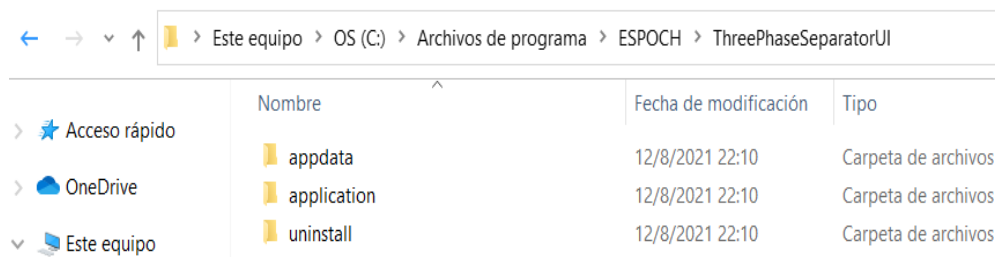 Este equipo > OS (C:) > Archivos de programa > ESPOCH > ThreePhaseSeparatorUI
Nombre Fecha de modificación Tipo
Acceso rápido
appdata 12/8/2021 22:10 Carpeta de archivos
OneDrive
application 12/8/2021 22:10 Carpeta de archivos
Este equipo
uninstall 12/8/2021 22:10 Carpeta de archivos